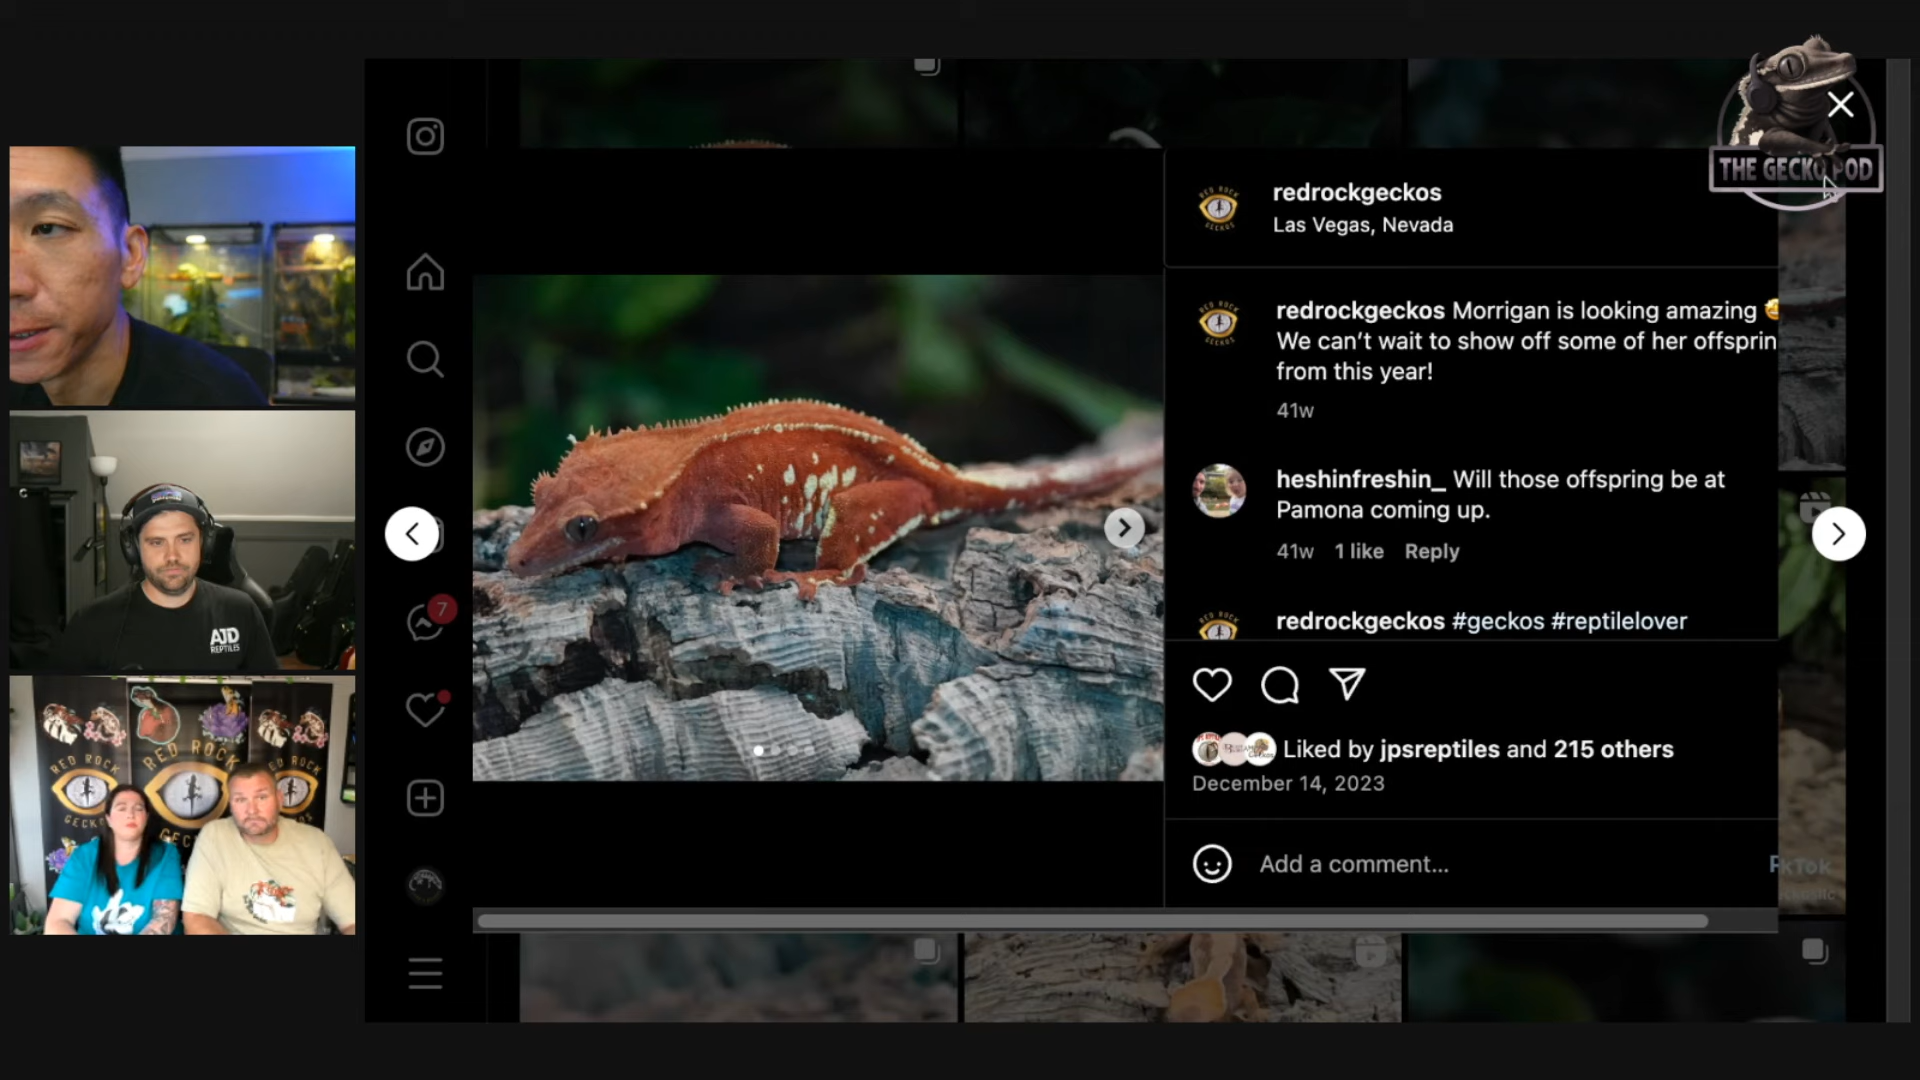 THE GECKO POD
redrockgeckos
Las Vegas, Nevada
redrockgeckos Morrigan is looking amazing
We can’t wait to show off some of her offsprin
from this year!
41w
heshinfreshin_ Will those offspring be at
Pamona coming up.
41w 1 like Reply
redrockgeckos #geckos #reptilelover
7
Liked by jpsreptiles and 215 others
December 14, 2023
Add a comment...
TikTok
AJD
REPTILES
RED ROCK
RED ROCK
RED ROCK
GECKO
GEC